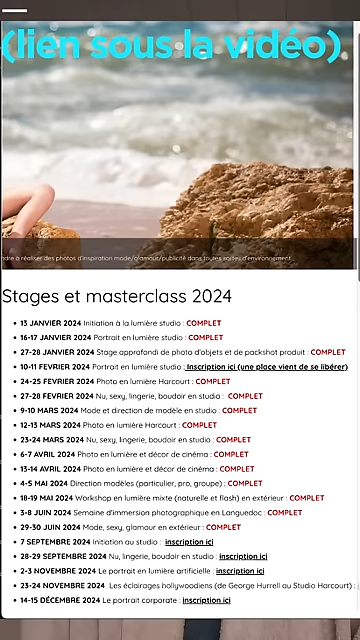 (lien sous la vidéo)
ndre à réaliser des photos d'inspiration mode/glamour/publicité dans toutes sortes d'environnement...
Stages et masterclass 2024
• 13 JANVIER 2024 Initiation à la lumière studio : COMPLET
• 16-17 JANVIER 2024 Portrait en lumière studio : COMPLET
• 27-28 JANVIER 2024 Stage approfondi de photo d'objets et de packshot produit : COMPLET
• 10-11 FEVRIER 2024 Portrait en lumière studio : Inscription ici (une place vient de se libérer)
• 24-25 FEVRIER 2024 Photo en lumière Harcourt : COMPLET
• 27-28 FEVRIER 2024 Nu, sexy, lingerie, boudoir en studio : COMPLET
• 9-10 MARS 2024 Mode et direction de modèle en studio : COMPLET
• 12-13 MARS 2024 Photo en lumière Harcourt : COMPLET
• 23-24 MARS 2024 Nu, sexy, lingerie, boudoir en studio : COMPLET
• 6-7 AVRIL 2024 Photo en lumière et décor de cinéma : COMPLET
• 13-14 AVRIL 2024 Photo en lumière et décor de cinéma : COMPLET
• 4-5 MAI 2024 Direction modèles (particulier, pro, groupe) : COMPLET
• 18-19 MAI 2024 Workshop en lumière mixte (naturelle et flash) en extérieur : COMPLET
• 3-8 JUIN 2024 Semaine d'immersion photographique en Languedoc : COMPLET
• 29-30 JUIN 2024 Mode, sexy, glamour en extérieur : COMPLET
• 7 SEPTEMBRE 2024 Initiation au studio : inscription ici
• 28-29 SEPTEMBRE 2024 Nu, lingerie, boudoir en studio : inscription ici
• 2-3 NOVEMBRE 2024 Le portrait en lumière artificielle : inscription ici
• 23-24 NOVEMBRE 2024 Les éclairages hollywoodiens (de George Hurrell au Studio Harcourt) :
• 14-15 DÉCEMBRE 2024 Le portrait corporate : inscription ici